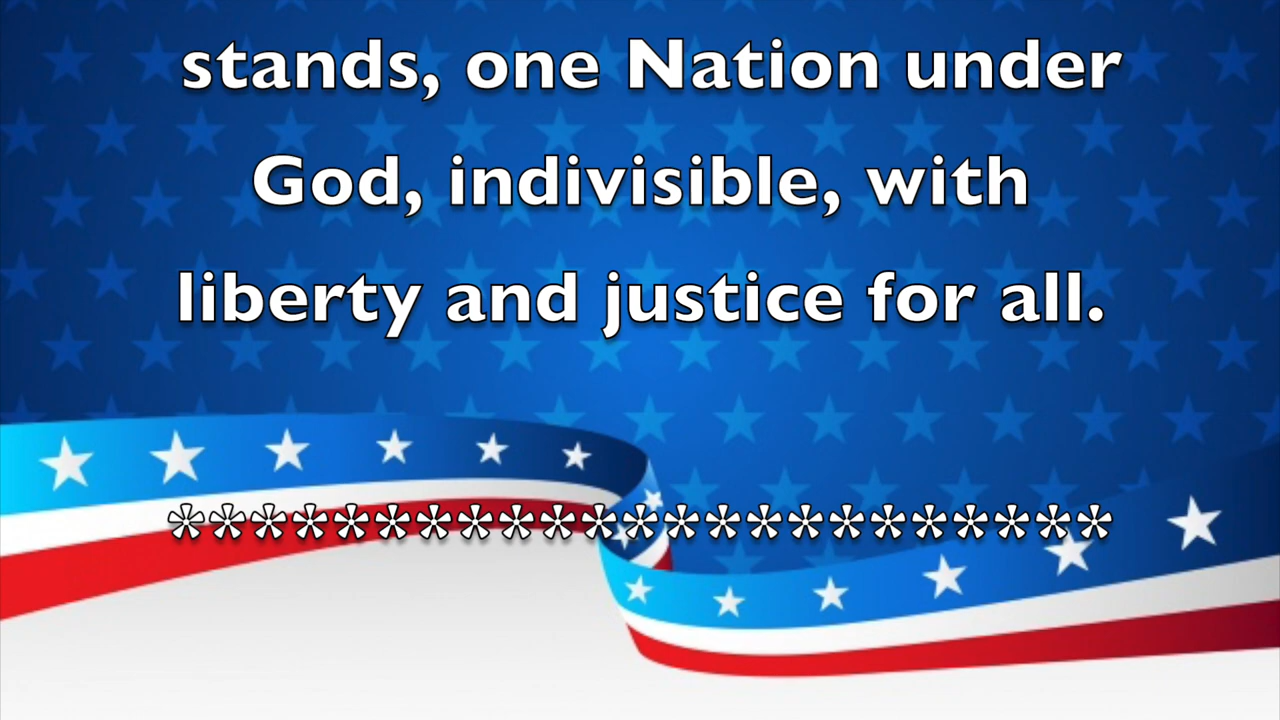 stands, one Nation under
God, indivisible, with
liberty and justice for all.
***********************